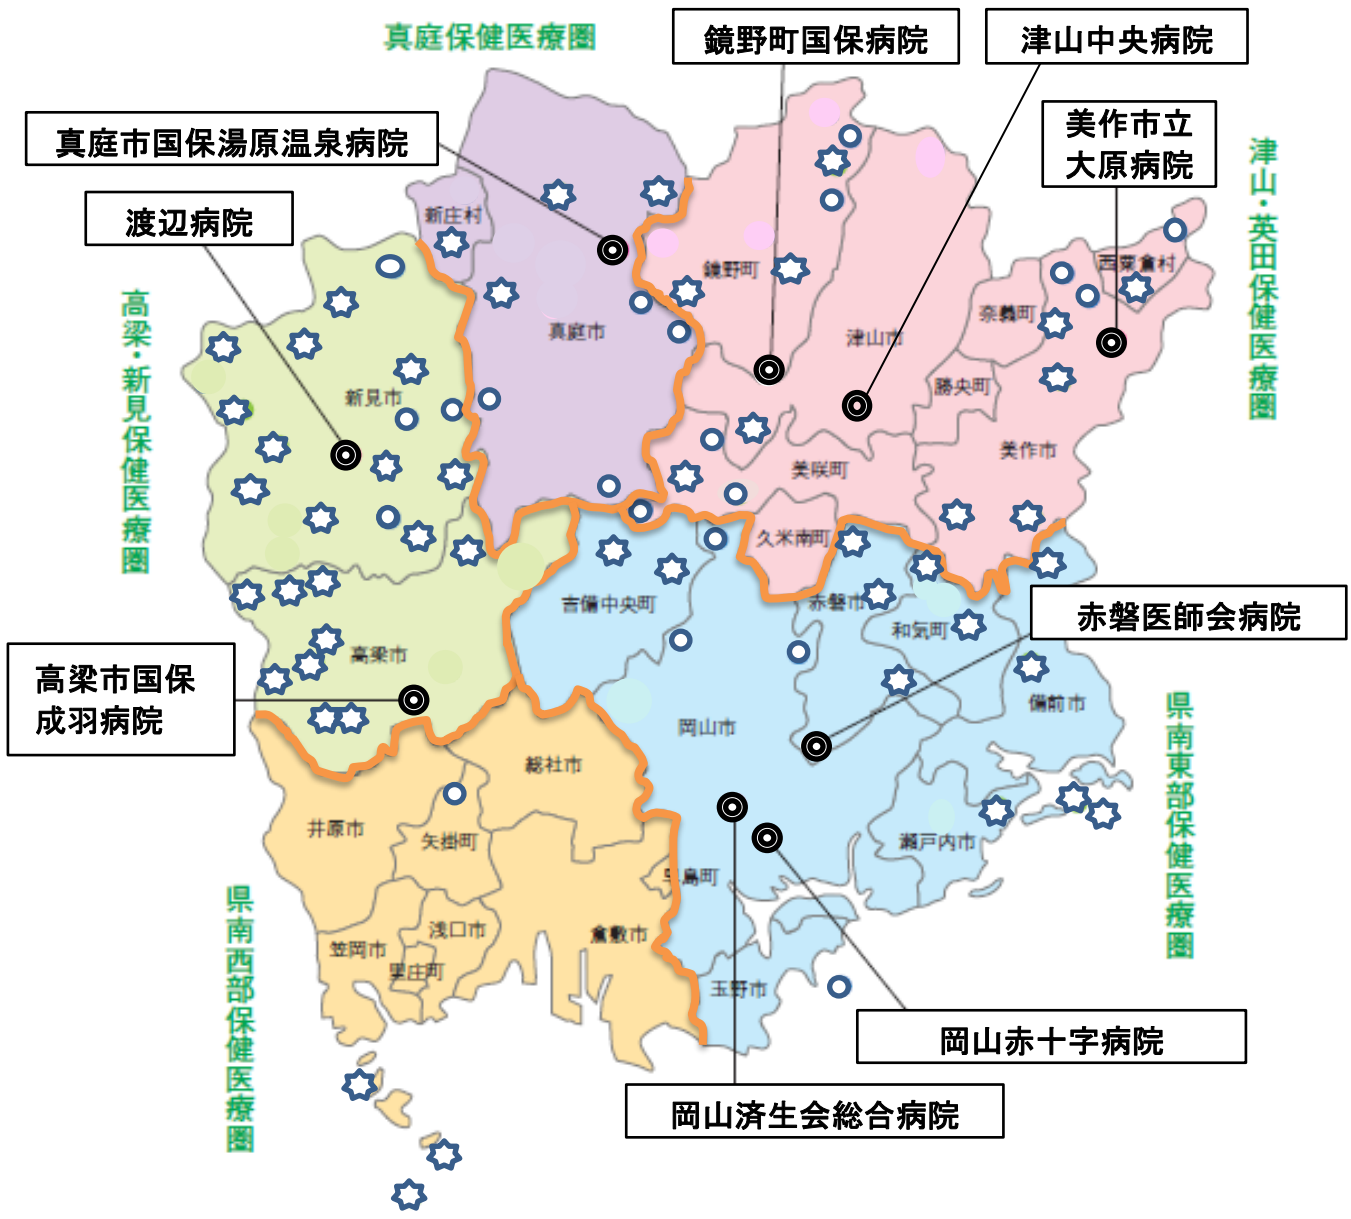 真庭保健医療圏
鏡野町国保病院
津山中央病院
美作市立
大原病院
真庭市国保湯原温泉病院
渡辺病院
津山・英田保健医療圏
高梁・新見保健医療圏
新庄村
鏡野町
西粟倉村
奈義町
真庭市
津山市
勝央町
新見市
美作市
美咲町
久米南町
吉備中央町
赤磐市
和気町
赤磐医師会病院
高梁市
高梁市国保
成羽病院
備前市
岡山市
県南東部保健医療圏
総社市
井原市
矢掛町
瀬戸内市
早島町
県南西部保健医療圏
浅口市
倉敷市
笠岡市
里庄町
玉野市
岡山赤十字病院
岡山済生会総合病院